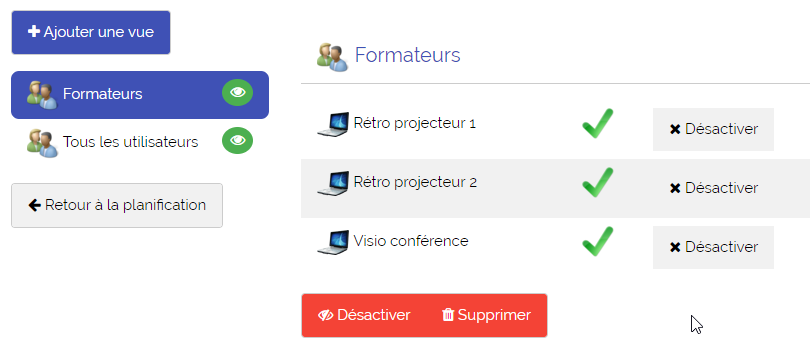 Ajouter une vue
Formateurs
Tous les utilisateurs
Retour à la planification
Formateurs
Rétro projecteur 1 Désactiver
Rétro projecteur 2 Désactiver
Visio conférence Désactiver
Désactiver Supprimer